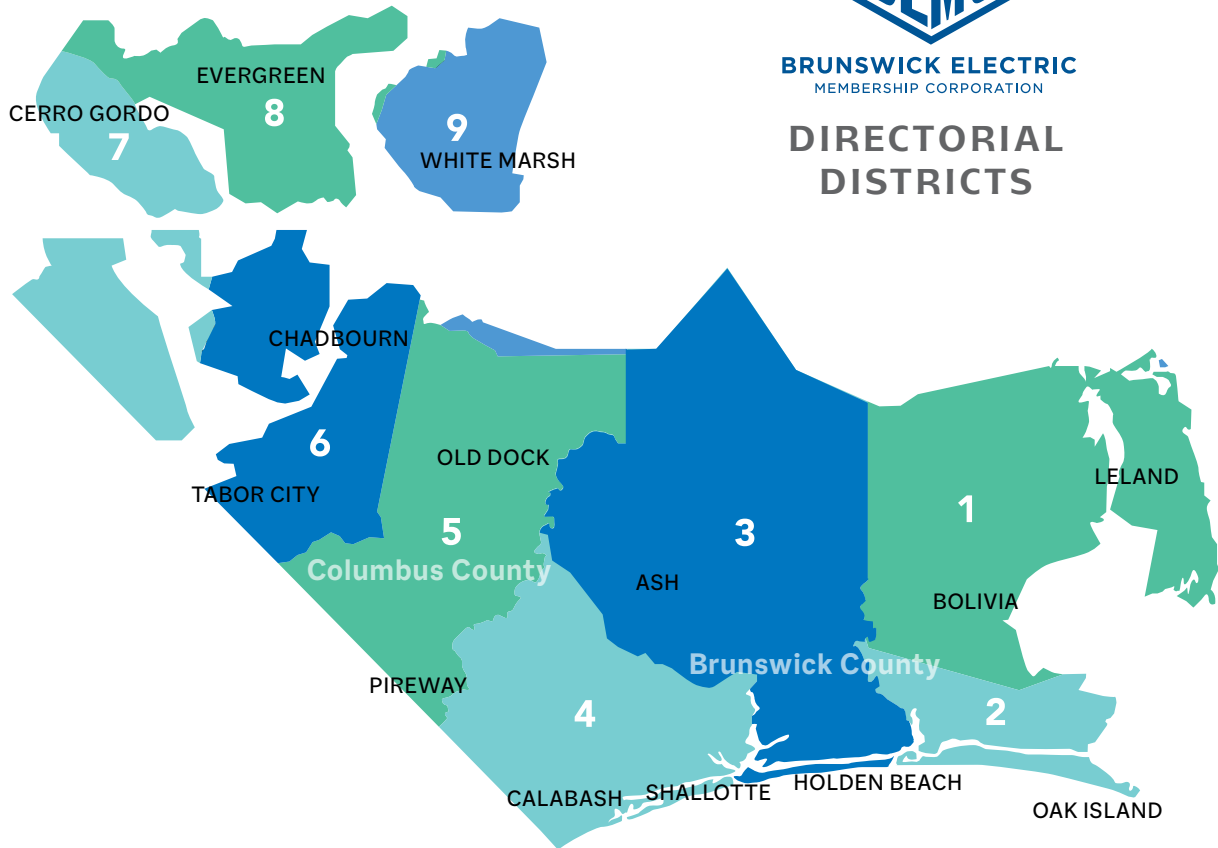 BRUNSWICK ELECTRIC
MEMBERSHIP CORPORATION
DIRECTORIAL
DISTRICTS
EVERGREEN
8
CERRO GORDO
7
9
WHITE MARSH
CHADBOURN
6
TABOR CITY
OLD DOCK
5
Columbus County
3
ASH
1
LELAND
BOLIVIA
Brunswick County
PIREWAY
4
2
CALABASH
SHALLOTTE
HOLDEN BEACH
OAK ISLAND